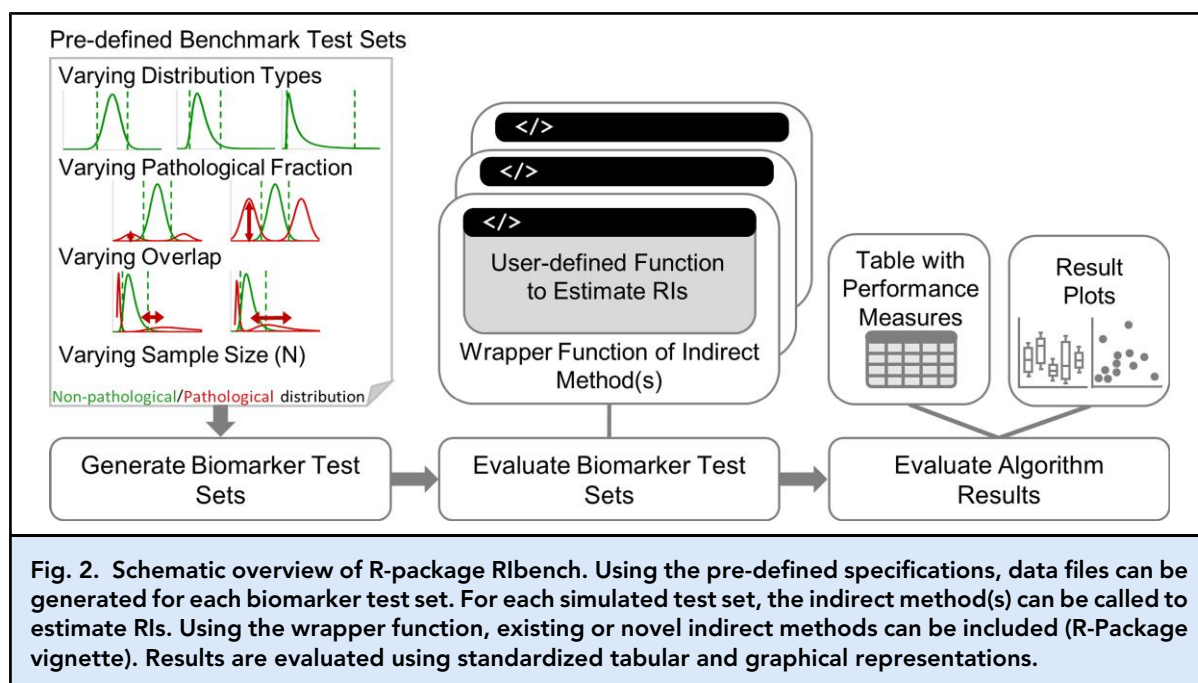 Pre-defined Benchmark Test Sets
Varying Distribution Types
Varying Pathological Fraction
Varying Overlap
Varying Sample Size (N)
Non-pathological/Pathological distribution
</>
</>
</>
User-defined Function
to Estimate RIs
Wrapper Function of Indirect
Method(s)
Table with
Performance
Measures
Result
Plots
Generate Biomarker Test
Sets
Evaluate Biomarker Test
Sets
Evaluate Algorithm
Results
Fig. 2. Schematic overview of R-package RIbench. Using the pre-defined specifications, data files can be
generated for each biomarker test set. For each simulated test set, the indirect method(s) can be called to
estimate RIs. Using the wrapper function, existing or novel indirect methods can be included (R-Package
vignette). Results are evaluated using standardized tabular and graphical representations.